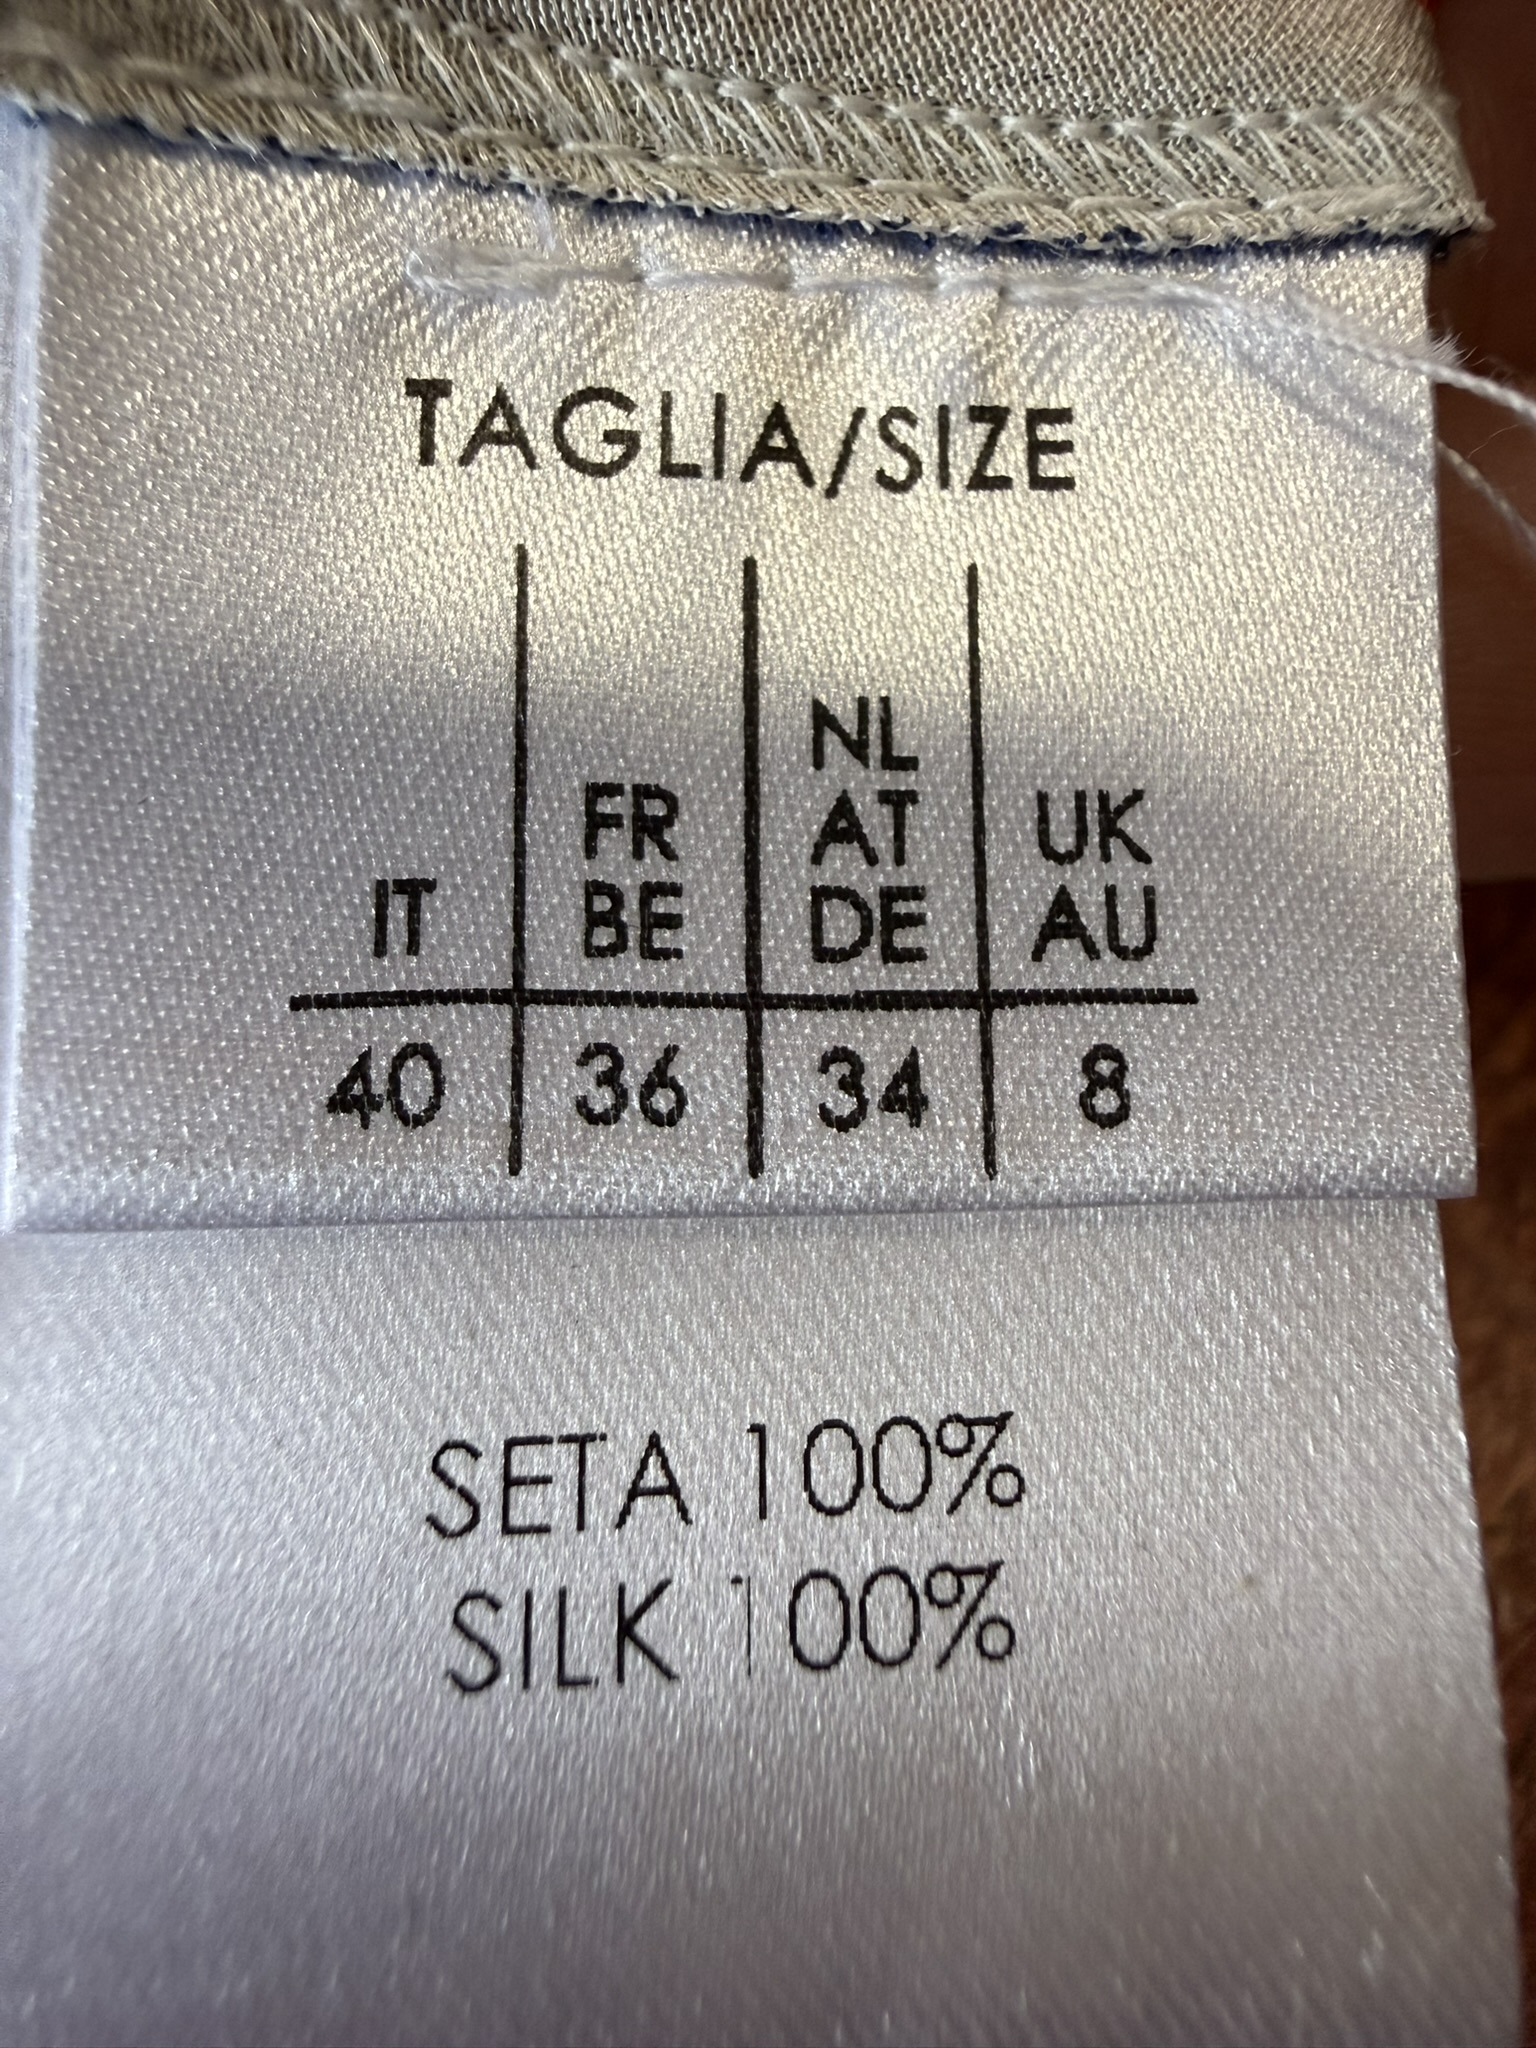 TAGLIA/SIZE
NL
FR AT UK
IT BE DE AU
40 36 34 8
SETA 100%
SILK 100%